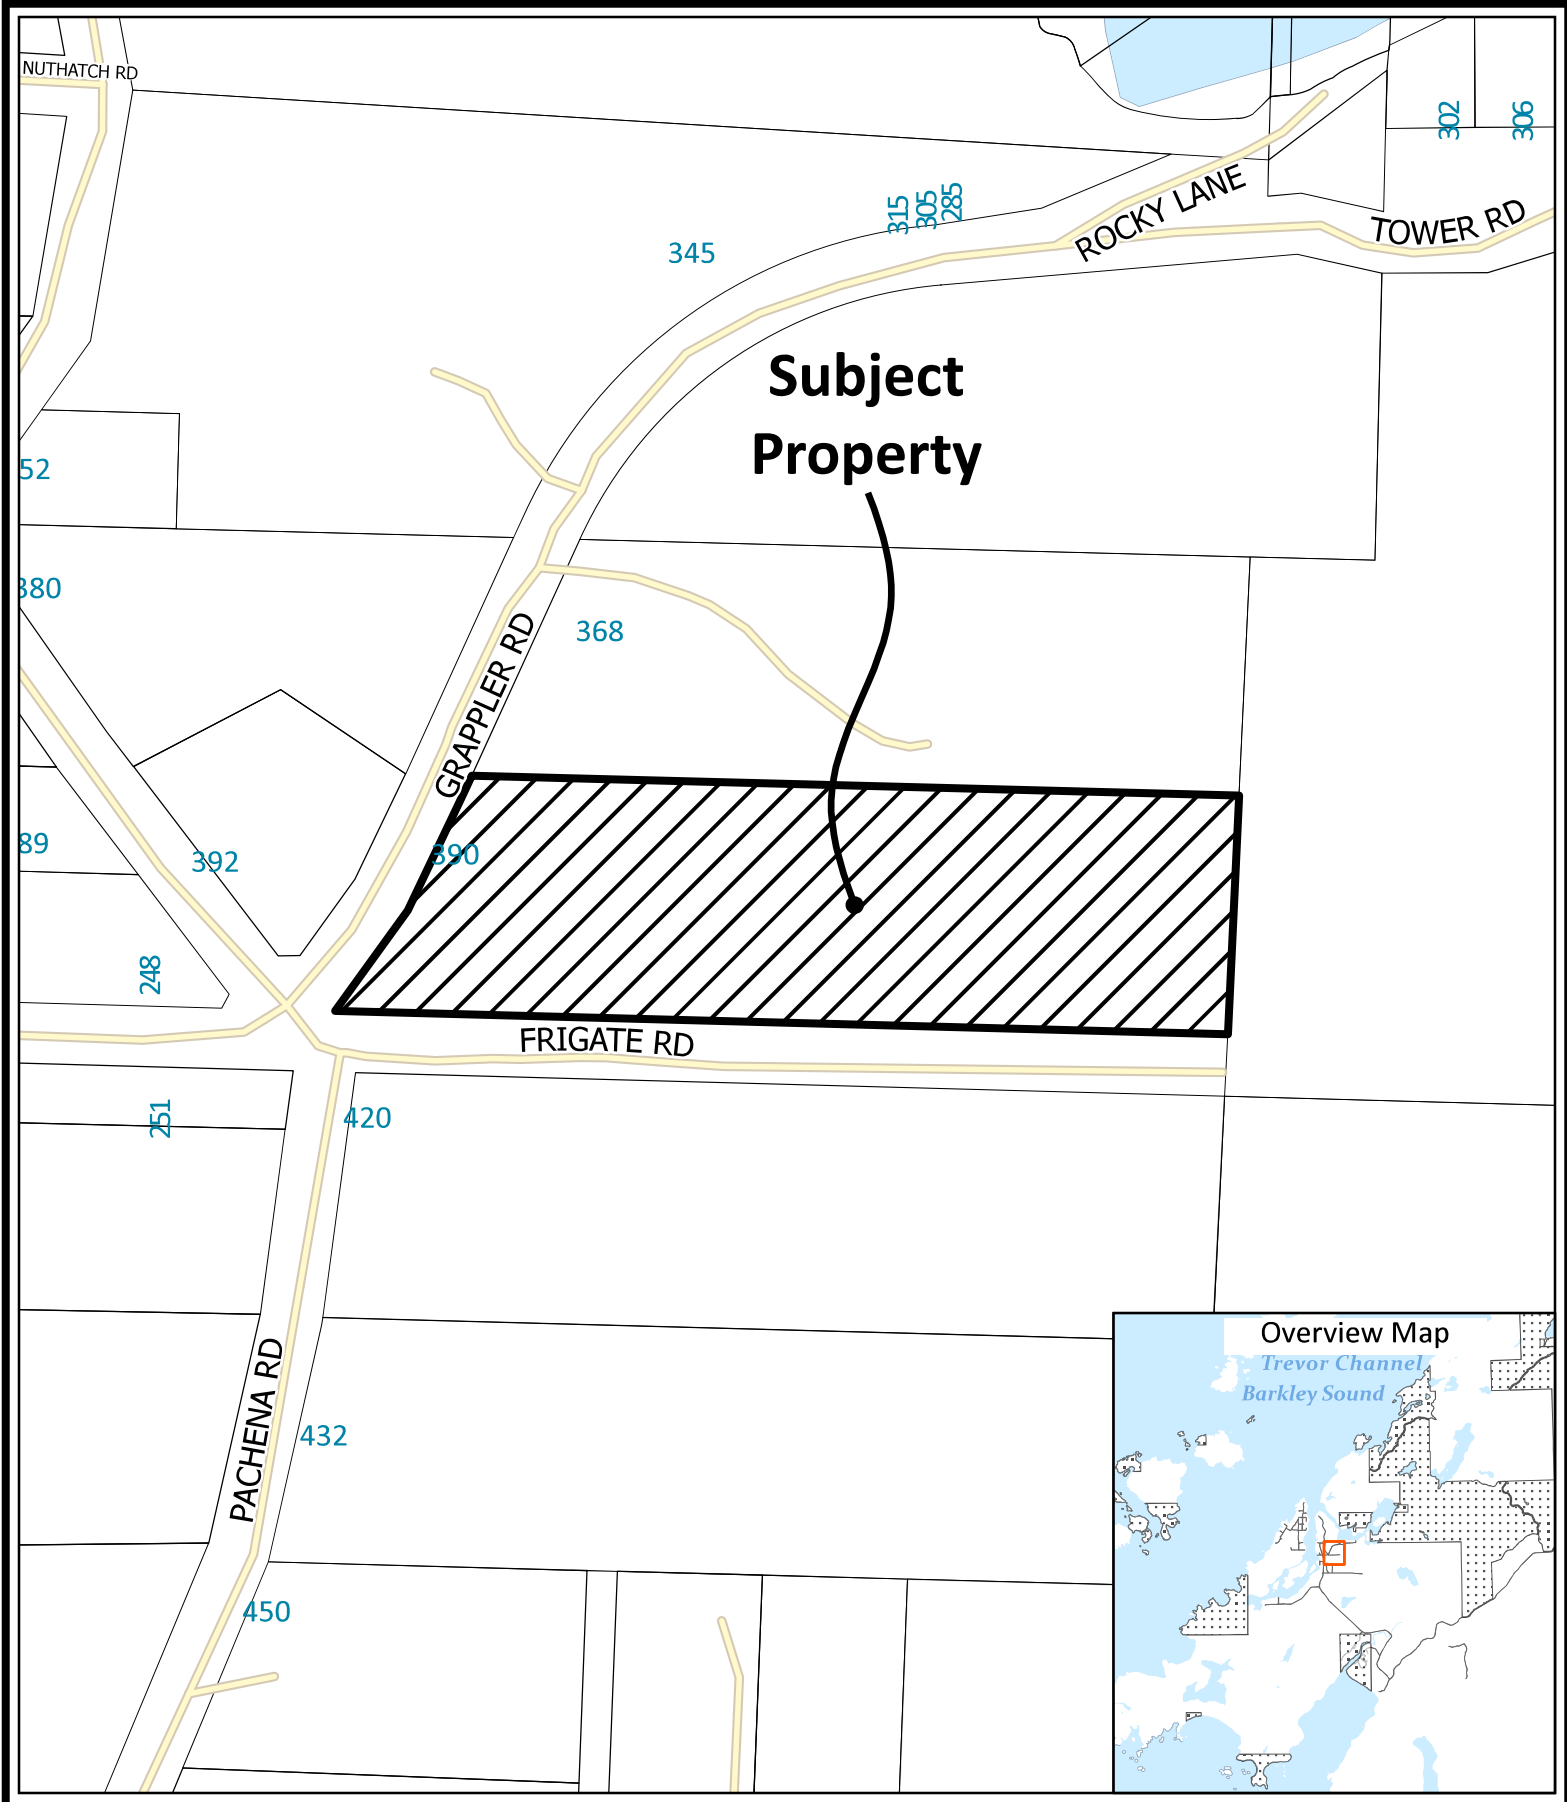 NUTHATCH RD
302
306
315
305
285
ROCKY LANE
TOWER RD
345
Subject
Property
52
380
368
GRAPPLER RD
89
392
390
248
FRIGATE RD
251
420
PACHENA RD
432
450
Overview Map
Trevor Channel
Barkley Sound